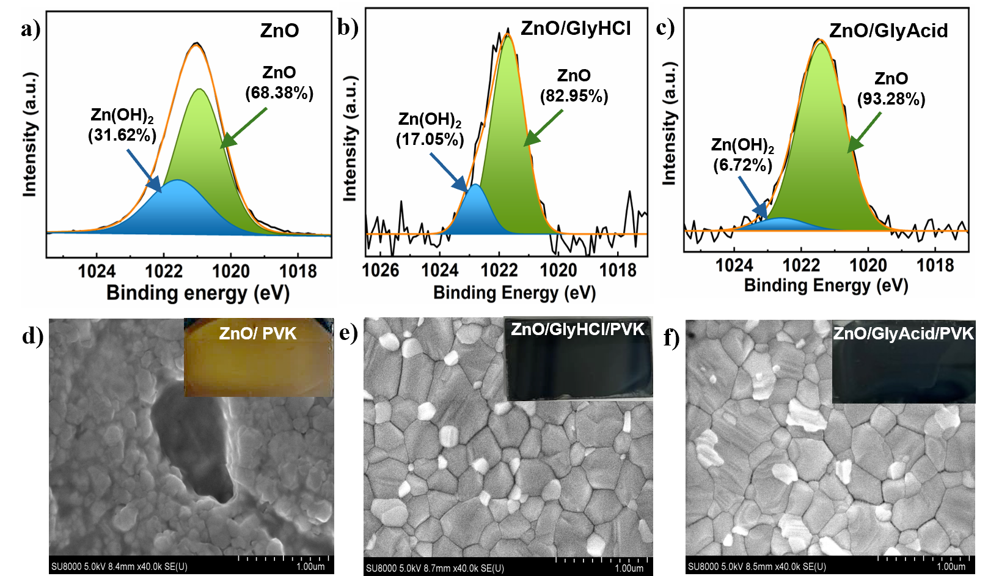 a)
ZnO
ZnO
(68.38%)
Zn(OH)₂
(31.62%)
Intensity (a.u.)
1024 1022 1020 1018
Binding energy (eV)
b)
ZnO/GlyHCl
ZnO
(82.95%)
Zn(OH)₂
(17.05%)
Intensity (a.u.)
1026 1024 1022 1020 1018
Binding Energy (eV)
c)
ZnO/GlyAcid
ZnO
(93.28%)
Zn(OH)₂
(6.72%)
Intensity (a.u.)
1024 1022 1020 1018
Binding Energy (eV)
d)
ZnO/ PVK
SU8000 5.0kV 8.4mm x40.0k SE(U) 1.00um
e)
ZnO/GlyHCl/PVK
SU8000 5.0kV 8.7mm x40.0k SE(U) 1.00um
f)
ZnO/GlyAcid/PVK
SU8000 5.0kV 8.5mm x40.0k SE(U) 1.00um